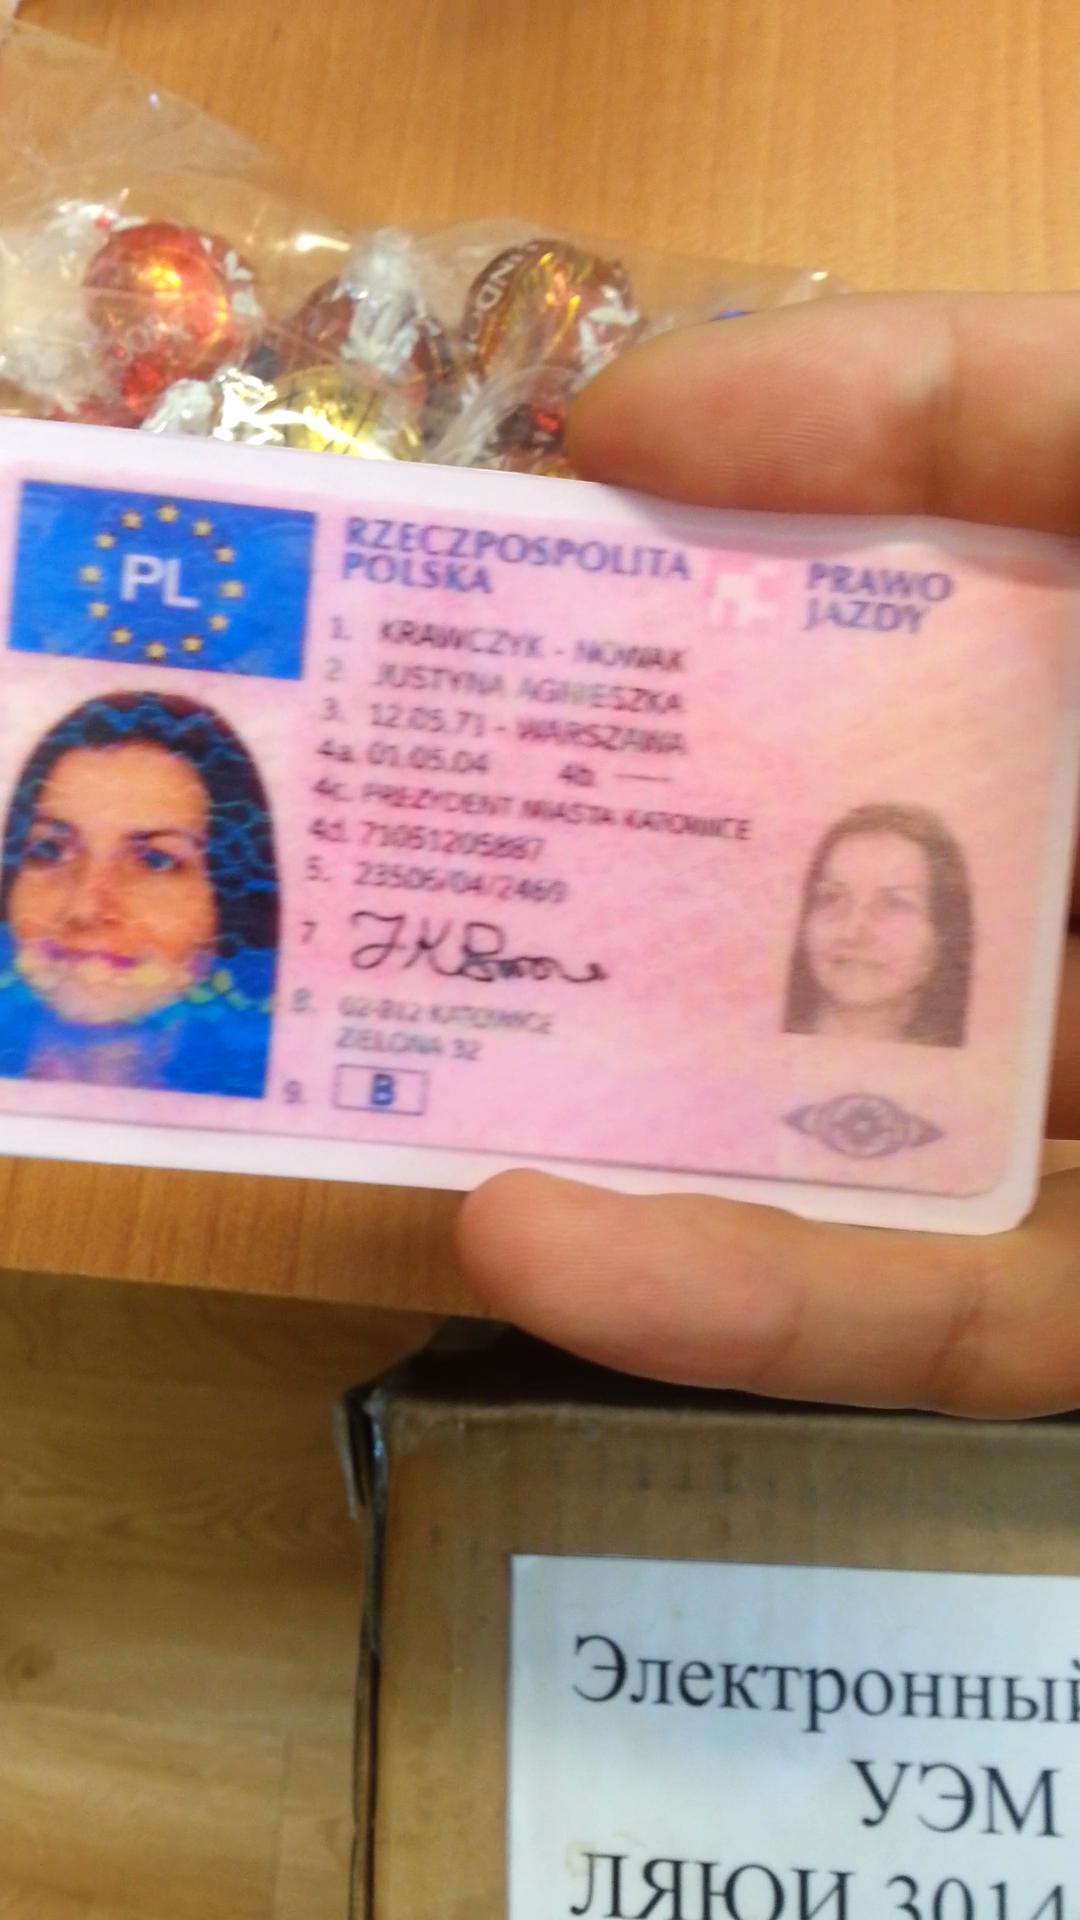 LIND
PL
RZECZPOSPOLITA
POLSKA
PRAWO
JAZDY
1. KRAWCZYK - NOWAK
2 JUSTYNA AGNIESZKA
3. 12.05.71 - WARSZAWA
4a. 01.05.04 4b. —
4c. PREZYDENT MIASTA KATOWICE
4d. 71051205887
5. 23506/04/2469
7
8. 02-812 KATOWICE
ZIELONA 32
9. B
Электронный
УЭМ
ЛЯЮИ 3014